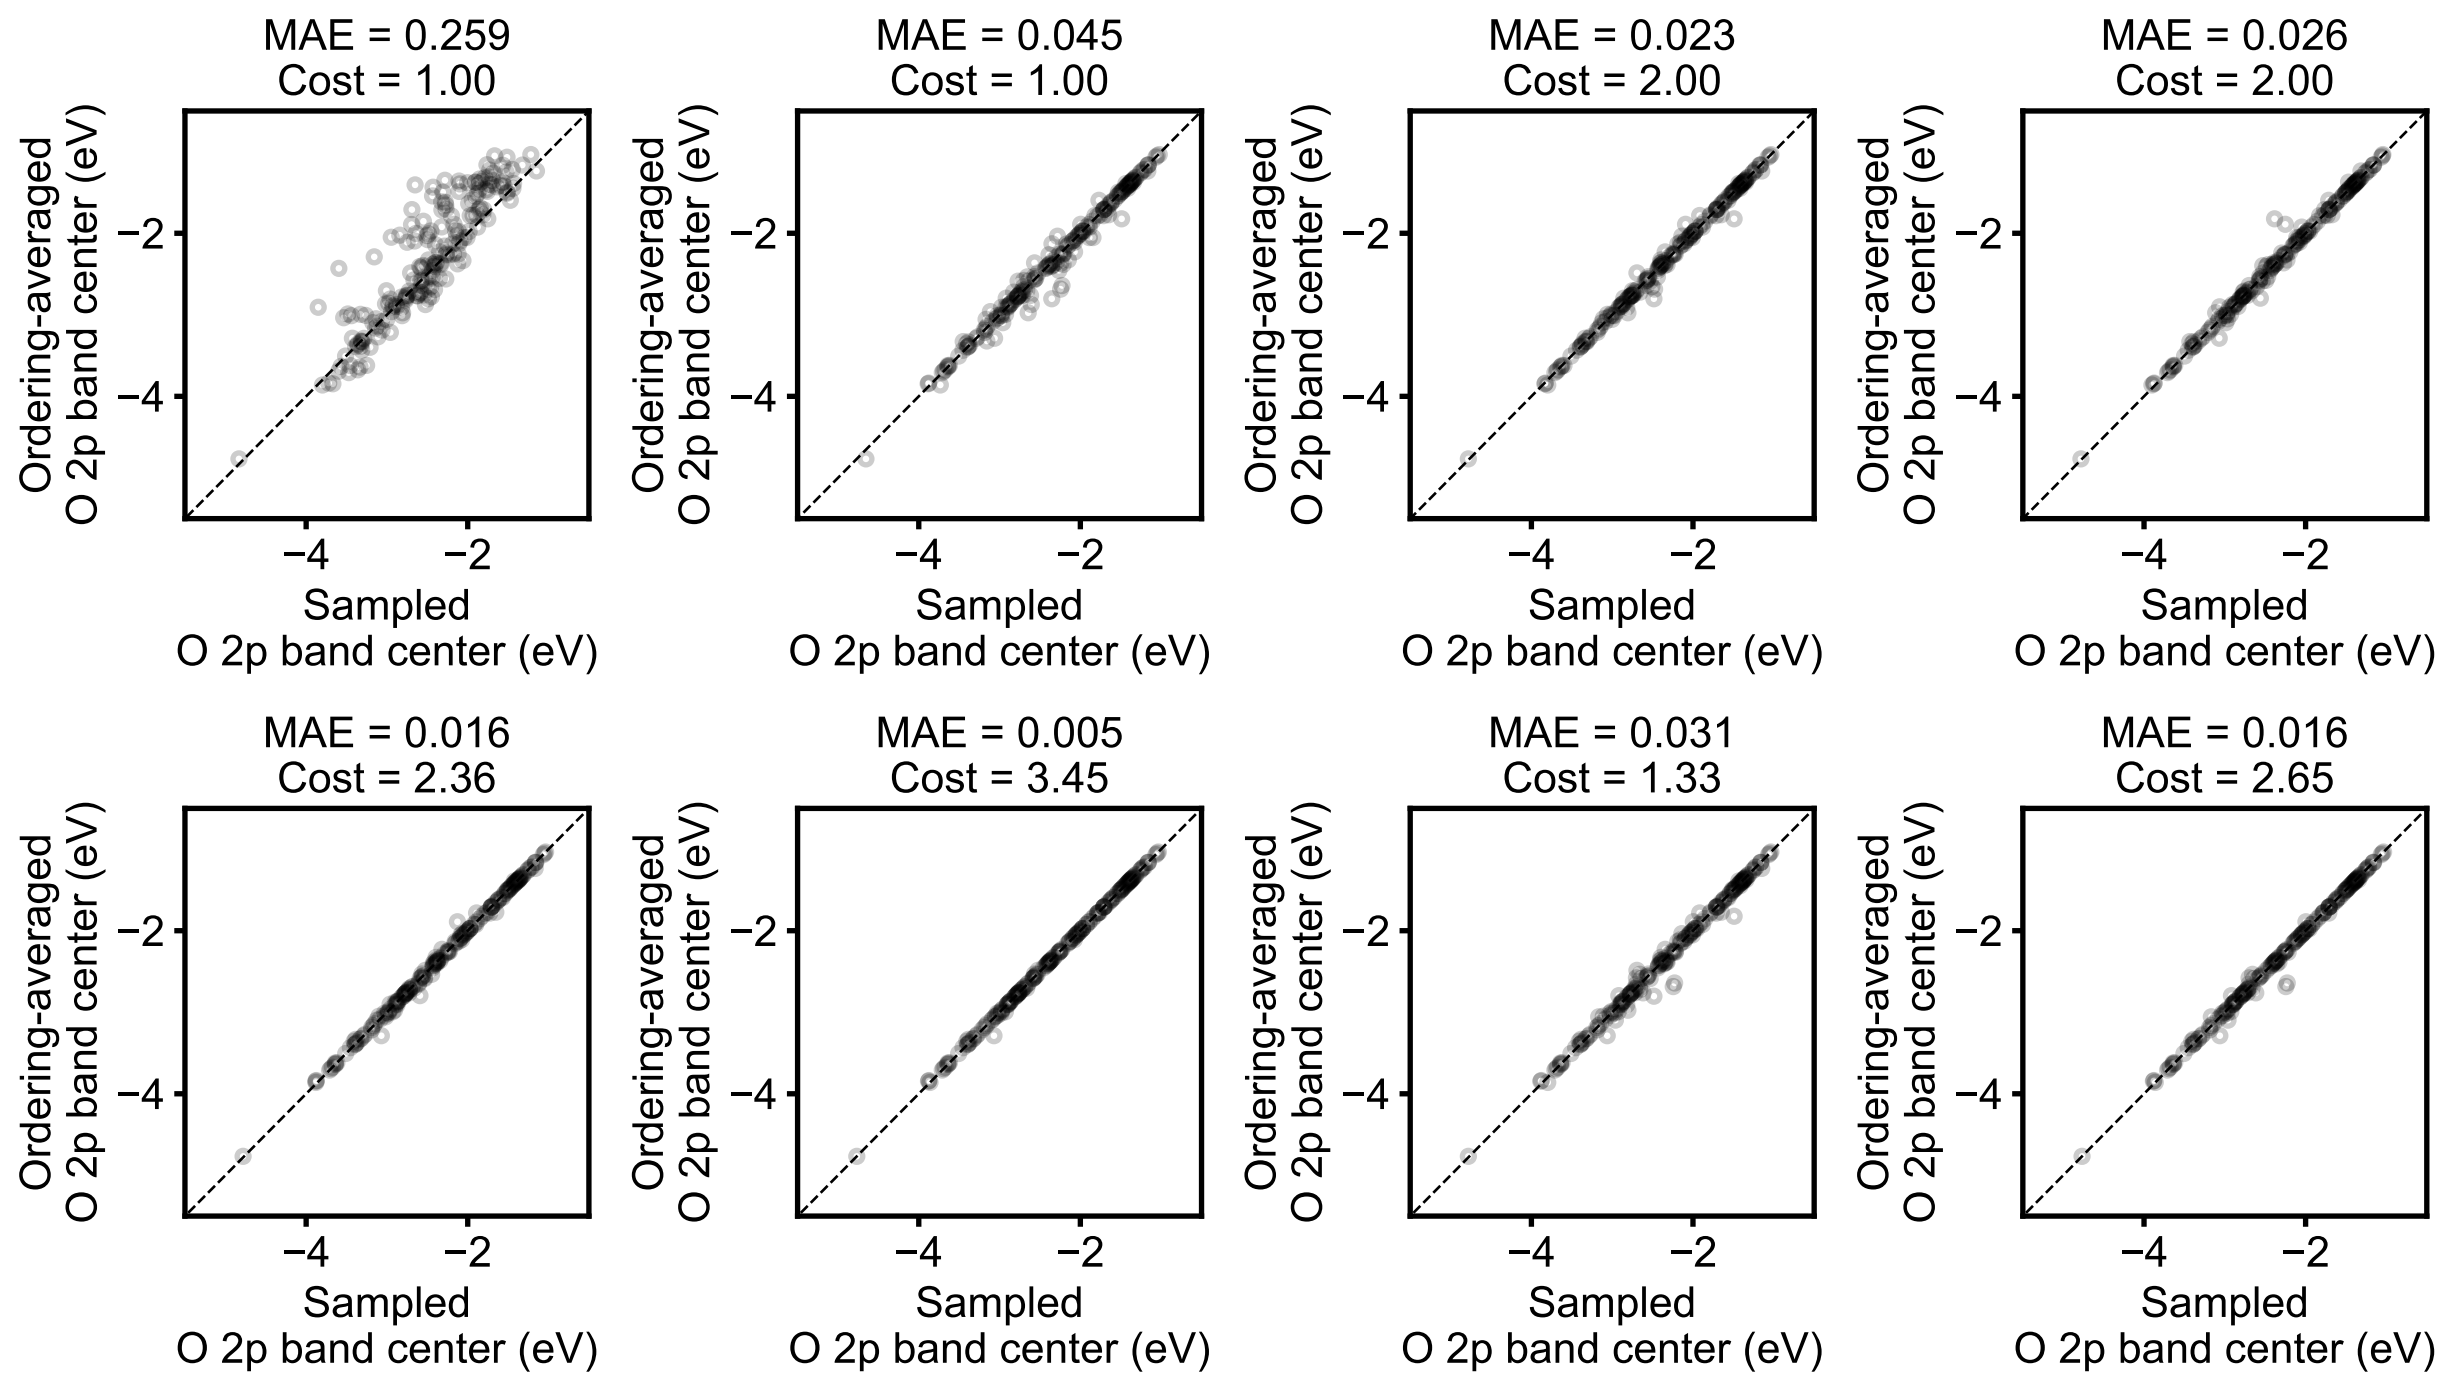 MAE = 0.259
Cost = 1.00
Ordering-averaged
O 2p band center (eV)
−2
−4
−4
−2
Sampled
O 2p band center (eV)
MAE = 0.045
Cost = 1.00
Ordering-averaged
O 2p band center (eV)
−2
−4
−4
−2
Sampled
O 2p band center (eV)
MAE = 0.023
Cost = 2.00
Ordering-averaged
O 2p band center (eV)
−2
−4
−4
−2
Sampled
O 2p band center (eV)
MAE = 0.026
Cost = 2.00
Ordering-averaged
O 2p band center (eV)
−2
−4
−4
−2
Sampled
O 2p band center (eV)
MAE = 0.016
Cost = 2.36
Ordering-averaged
O 2p band center (eV)
−2
−4
−4
−2
Sampled
O 2p band center (eV)
MAE = 0.005
Cost = 3.45
Ordering-averaged
O 2p band center (eV)
−2
−4
−4
−2
Sampled
O 2p band center (eV)
MAE = 0.031
Cost = 1.33
Ordering-averaged
O 2p band center (eV)
−2
−4
−4
−2
Sampled
O 2p band center (eV)
MAE = 0.016
Cost = 2.65
Ordering-averaged
O 2p band center (eV)
−2
−4
−4
−2
Sampled
O 2p band center (eV)